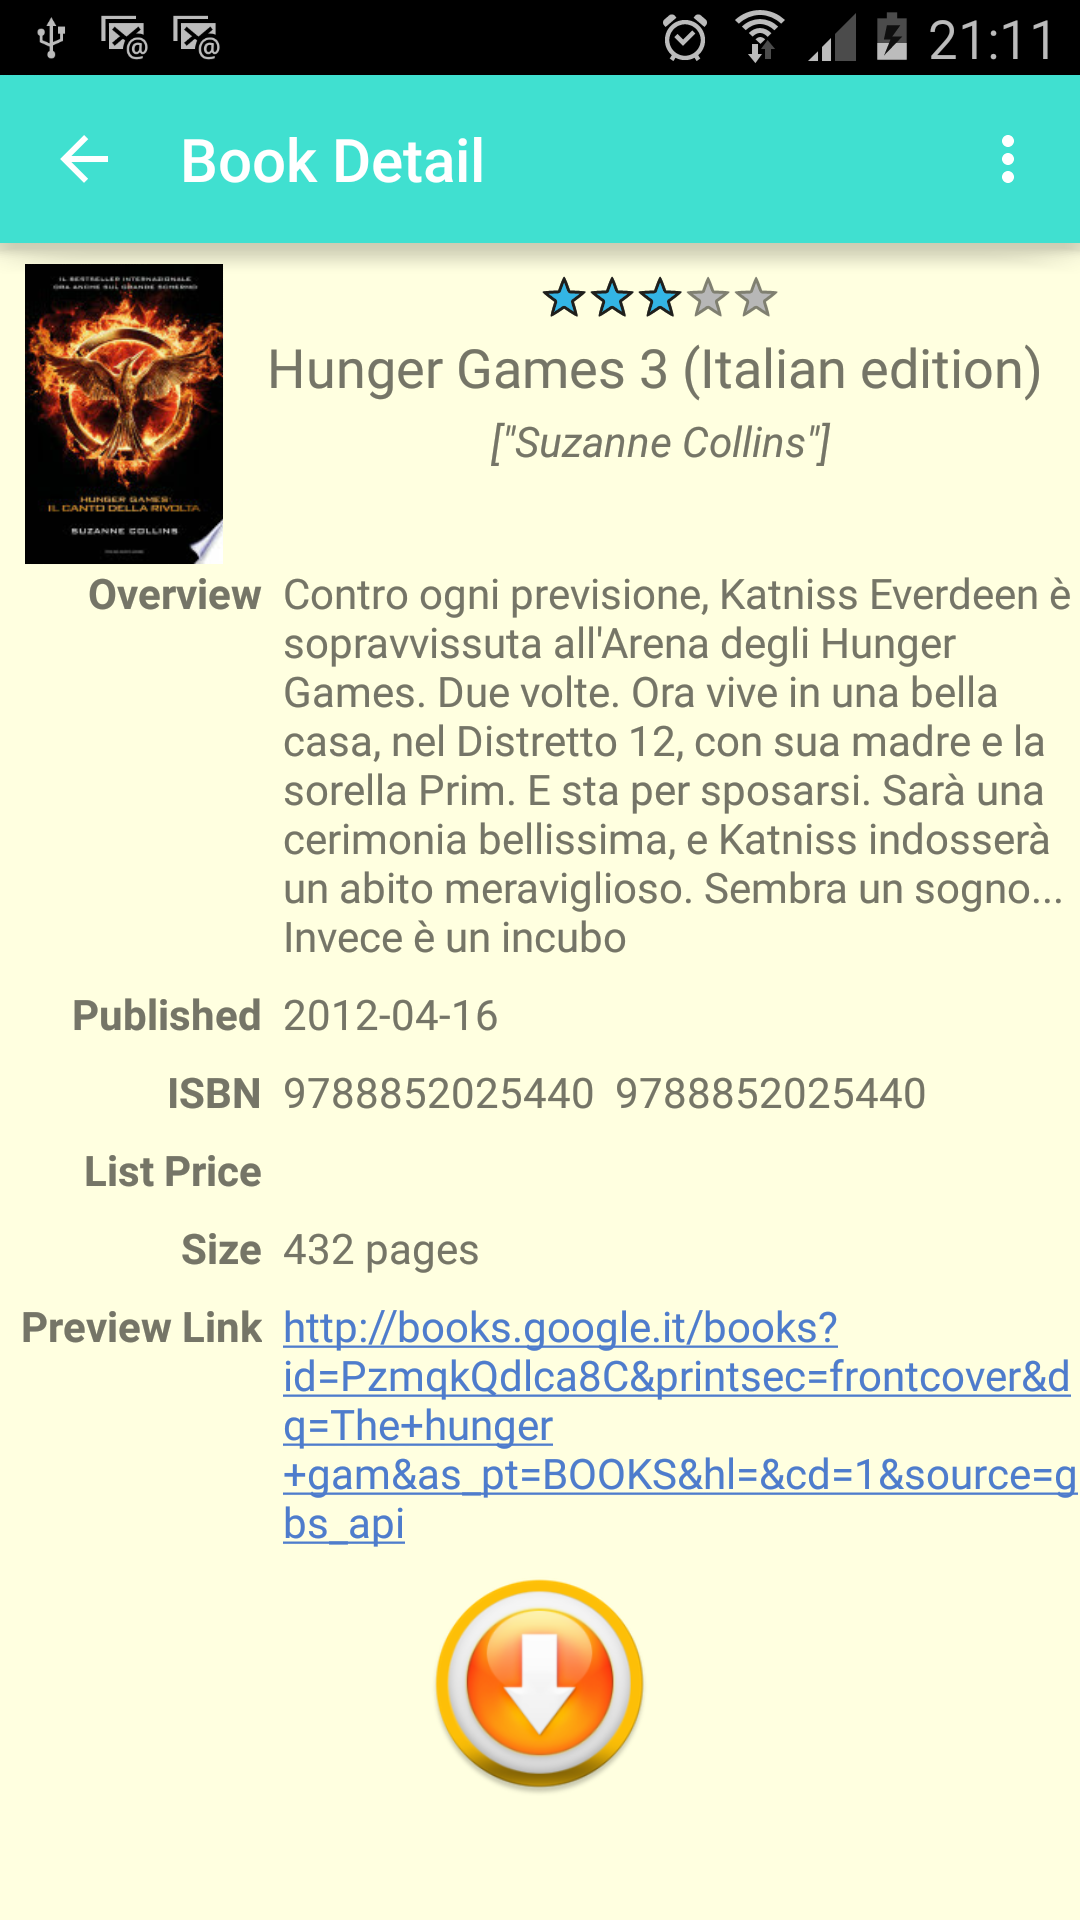 21:11
Book Detail
IL BESTSELLER INTERNAZIONALE
ORA ANCHE SUL GRANDE SCHERMO
HUNGER GAMES
IL CANTO DELLA RIVOLTA
SUZANNE COLLINS
Hunger Games 3 (Italian edition)
["Suzanne Collins"]
Overview Contro ogni previsione, Katniss Everdeen è
sopravvissuta all'Arena degli Hunger
Games. Due volte. Ora vive in una bella
casa, nel Distretto 12, con sua madre e la
sorella Prim. E sta per sposarsi. Sarà una
cerimonia bellissima, e Katniss indosserà
un abito meraviglioso. Sembra un sogno...
Invece è un incubo
Published 2012-04-16
ISBN 9788852025440 9788852025440
List Price
Size 432 pages
Preview Link http://books.google.it/books?
id=PzmqkQdlca8C&printsec=frontcover&d
q=The+hunger
+gam&as_pt=BOOKS&hl=&cd=1&source=g
bs_api